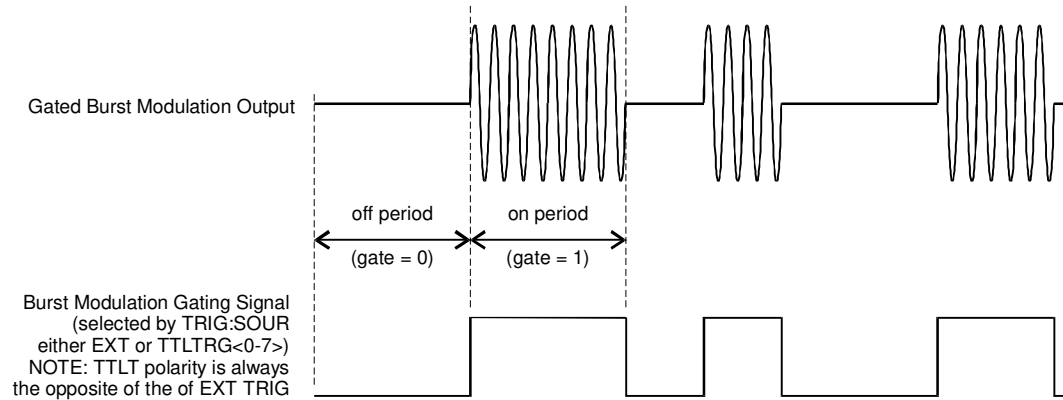 Gated Burst Modulation Output
off period
on period
(gate = 0)
(gate = 1)
Burst Modulation Gating Signal
(selected by TRIG:SOUR
either EXT or TTLTRG<0-7>)
NOTE: TTLT polarity is always
the opposite of the of EXT TRIG